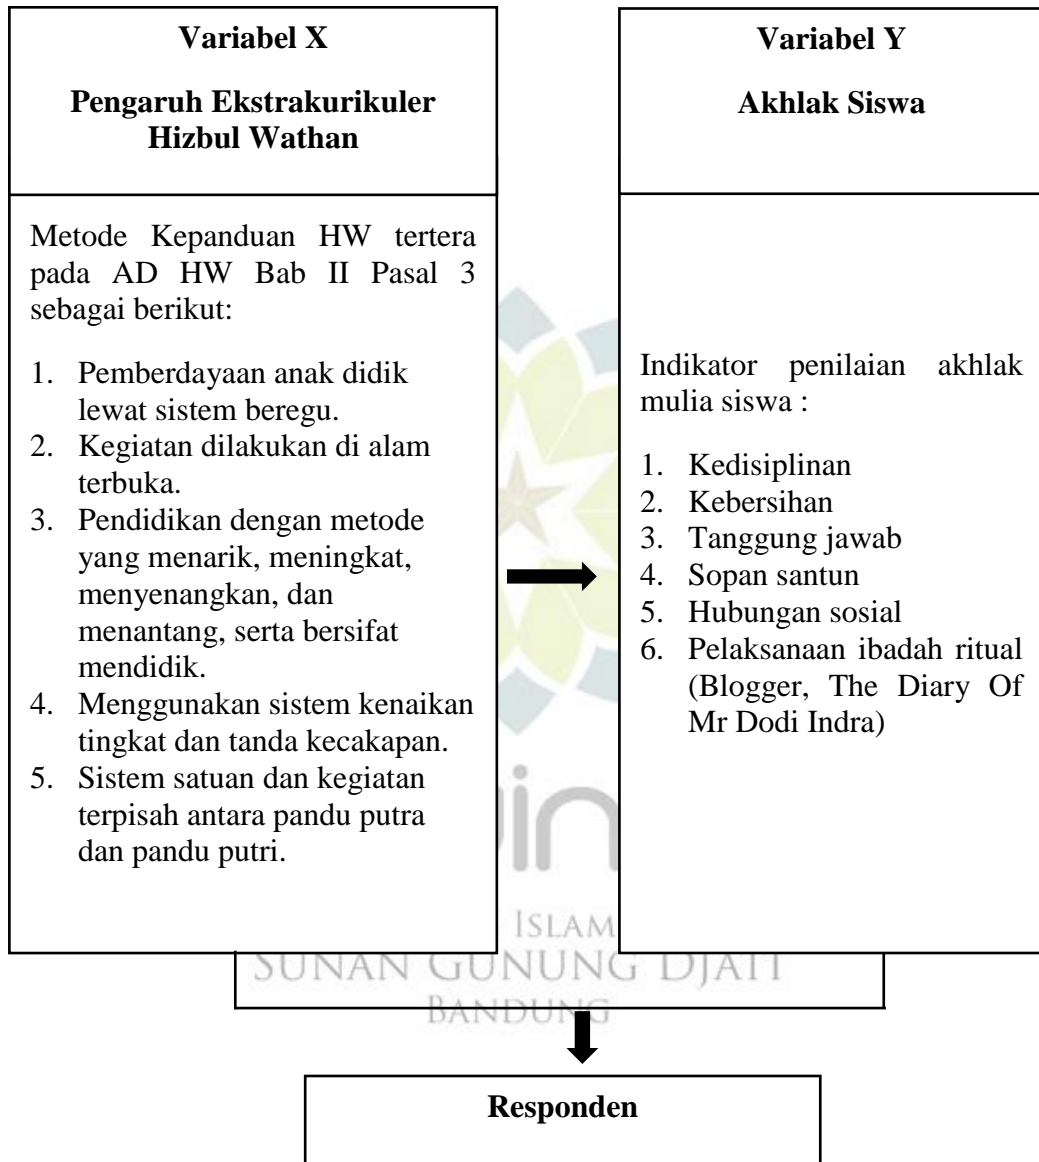 Variabel X
Pengaruh Ekstrakurikuler
Hizbul Wathan
Metode Kepanduan HW tertera
pada AD HW Bab II Pasal 3
sebagai berikut:
1. Pemberdayaan anak didik
lewat sistem beregu.
2. Kegiatan dilakukan di alam
terbuka.
3. Pendidikan dengan metode
yang menarik, meningkat,
menyenangkan, dan
menantang, serta bersifat
mendidik.
4. Menggunakan sistem kenaikan
tingkat dan tanda kecakapan.
5. Sistem satuan dan kegiatan
terpisah antara pandu putra
dan pandu putri.
Variabel Y
Akhlak Siswa
Indikator penilaian akhlak
mulia siswa :
1. Kedisiplinan
2. Kebersihan
3. Tanggung jawab
4. Sopan santun
5. Hubungan sosial
6. Pelaksanaan ibadah ritual
(Blogger, The Diary Of
Mr Dodi Indra)
ISLAM
SUNAN GUNUNG DJATI
BANDUNG
Responden